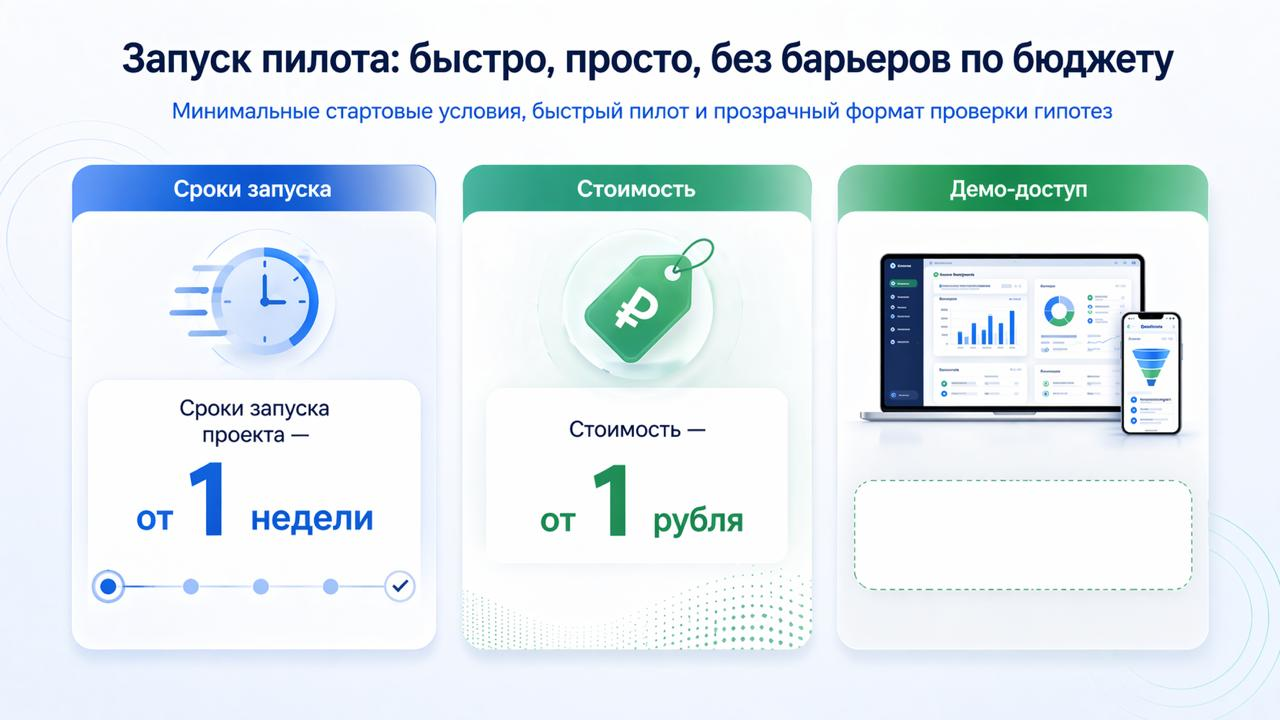 Запуск пилота: быстро, просто, без барьеров по бюджету
Минимальные стартовые условия, быстрый пилот и прозрачный формат проверки гипотез
Сроки запуска
Сроки запуска
проекта —
от 1 недели
Стоимость
₽
Стоимость —
от 1 рубля
Демо-доступ